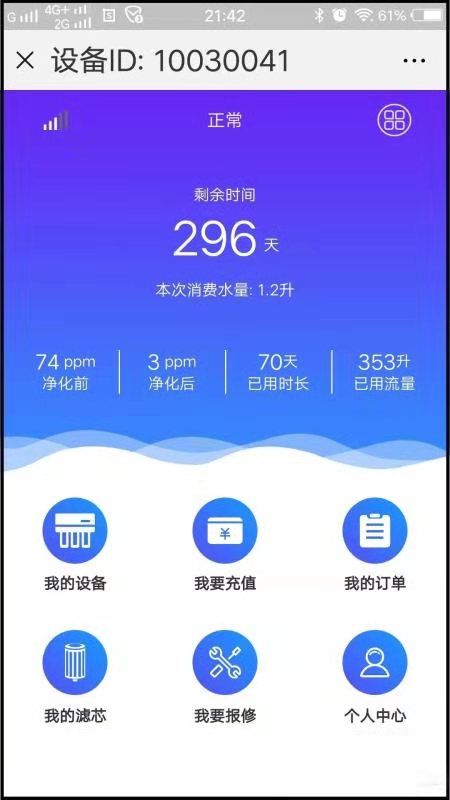 G 4G+ 2G 21:42 61%
设备ID: 10030041
正常
剩余时间
296 天
本次消费水量: 1.2升
74 ppm 3 ppm 70天 353升
净化前 净化后 已用时长 已用流量
¥
我的设备 我要充值 我的订单
我的滤芯 我要报修 个人中心